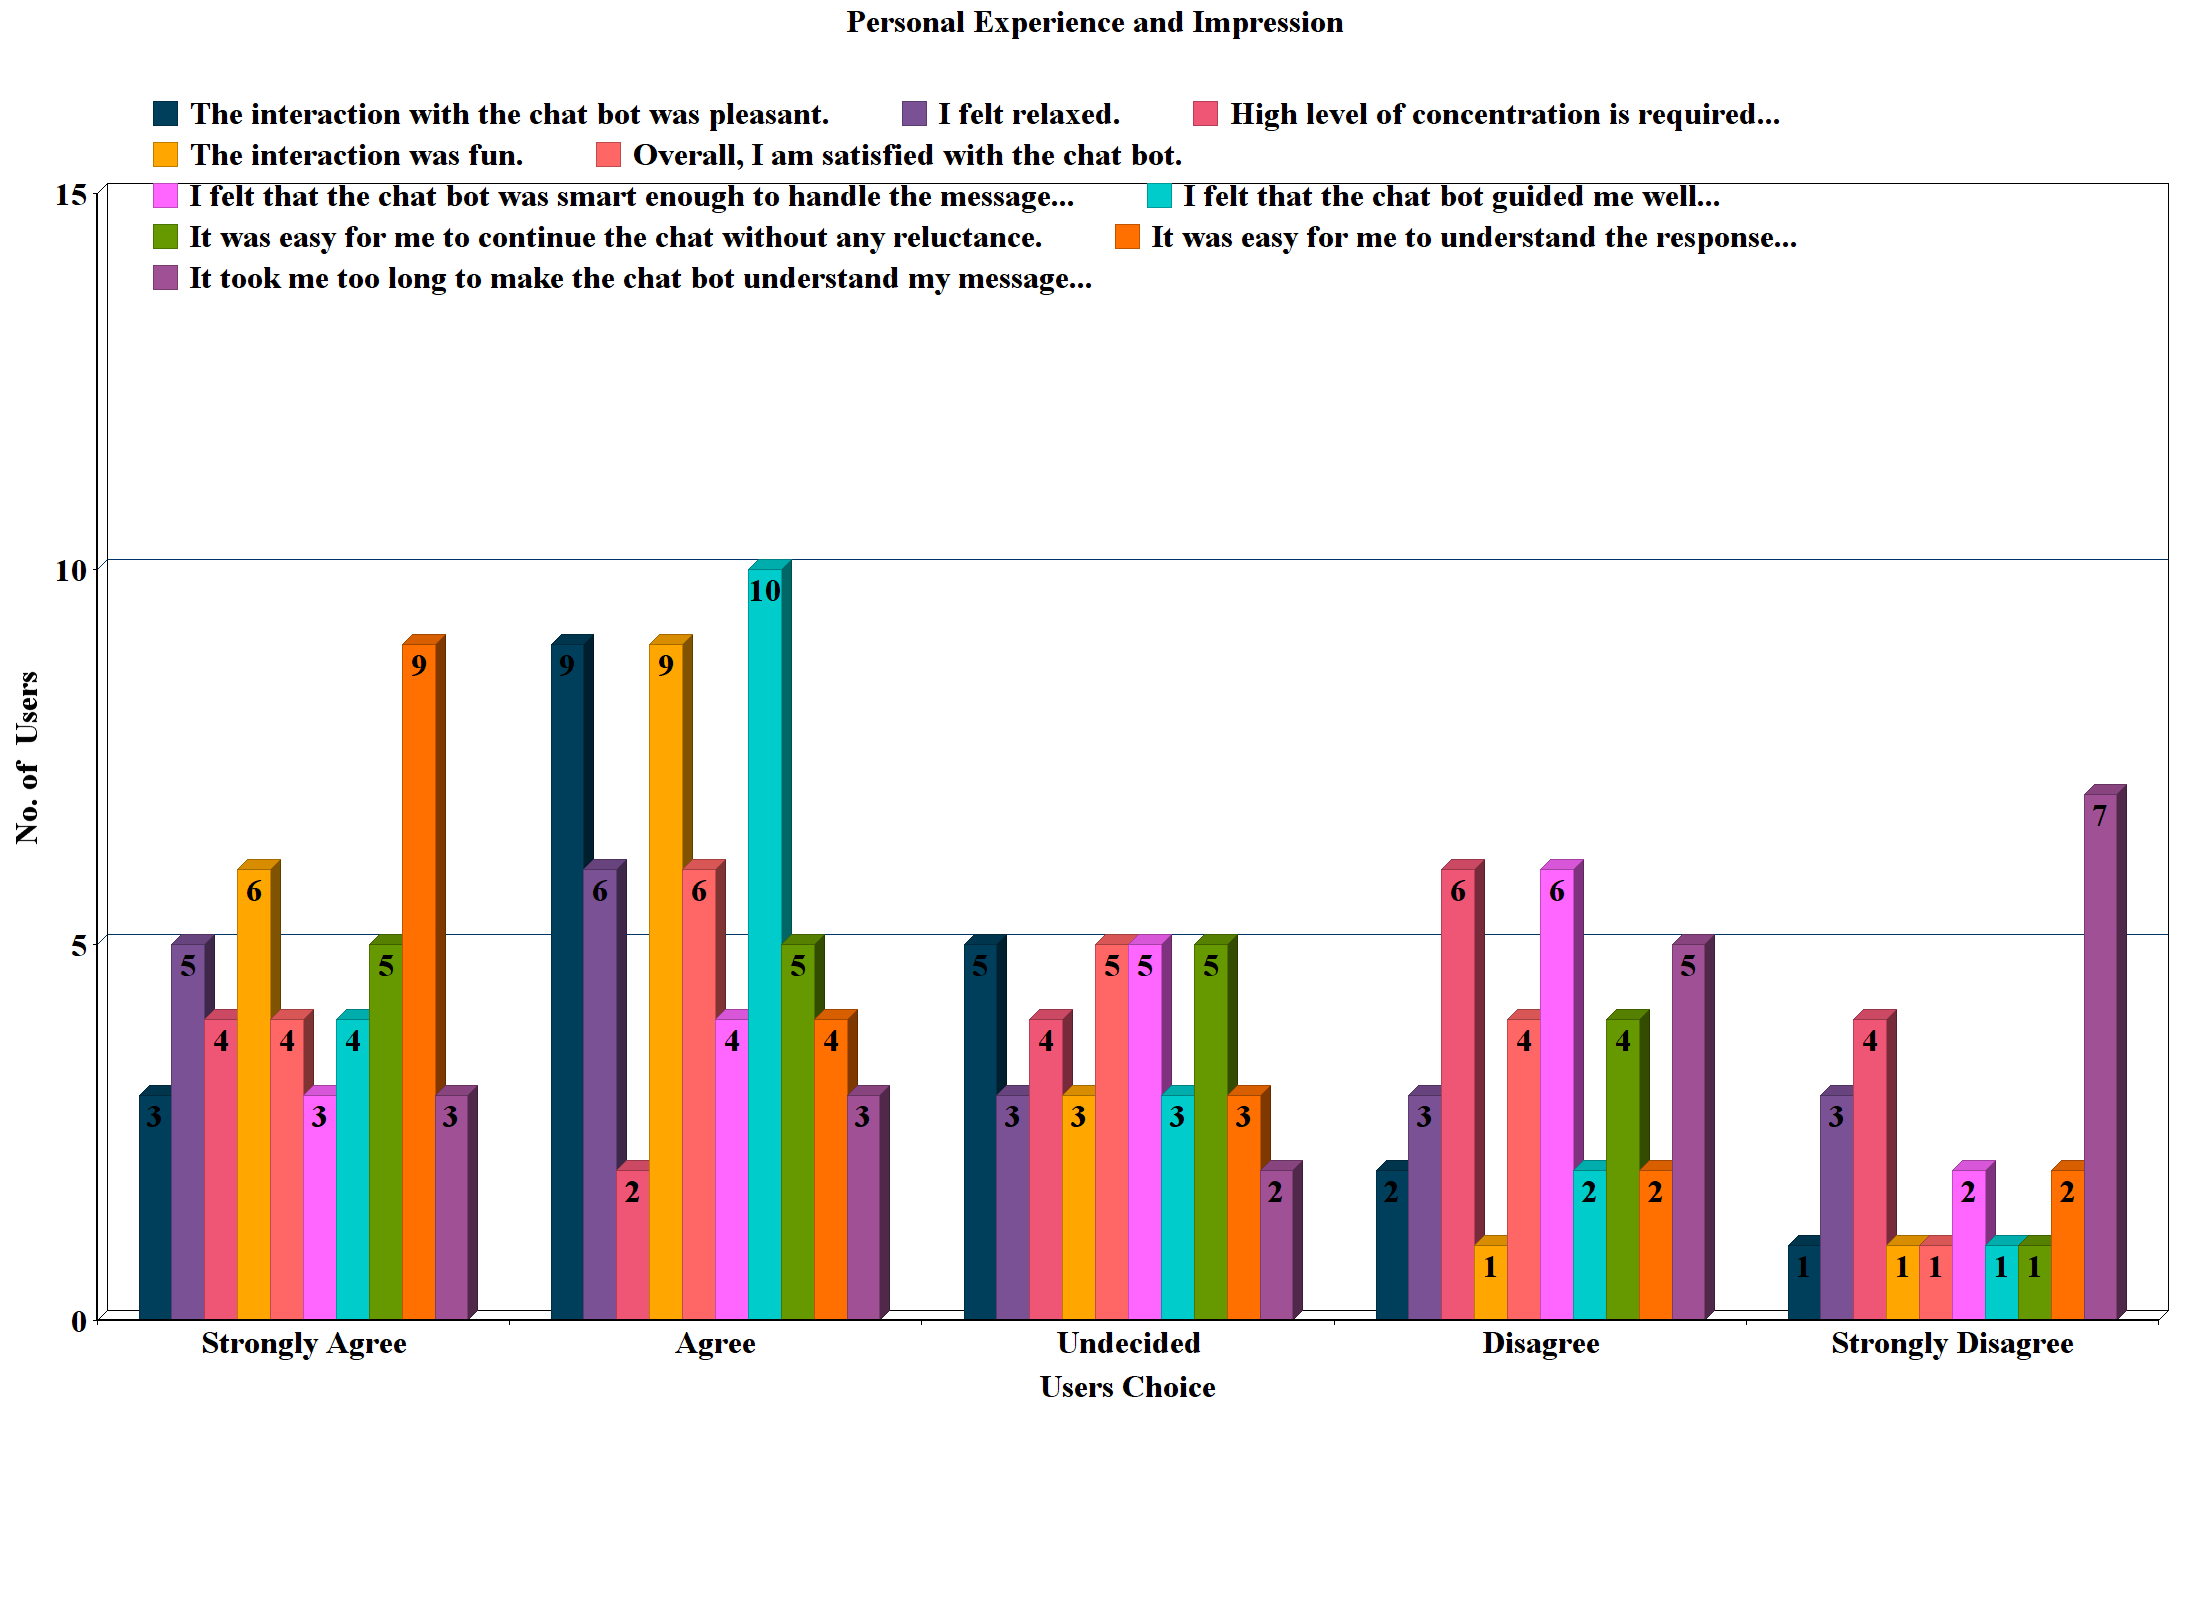 Personal Experience and Impression
The interaction with the chat bot was pleasant. I felt relaxed. High level of concentration is required...
The interaction was fun. Overall, I am satisfied with the chat bot.
I felt that the chat bot was smart enough to handle the message... I felt that the chat bot guided me well...
It was easy for me to continue the chat without any reluctance. It was easy for me to understand the response...
It took me too long to make the chat bot understand my message...
15
10
5
0
No. of Users
3 5 4 6 4 3 4 5 9 3
9 6 2 9 6 4 10 5 4 3
5 3 4 3 5 5 3 5 3 2
2 3 6 1 4 6 2 4 2 5
1 3 4 1 1 2 1 1 2 7
Strongly Agree Agree Undecided Disagree Strongly Disagree
Users Choice